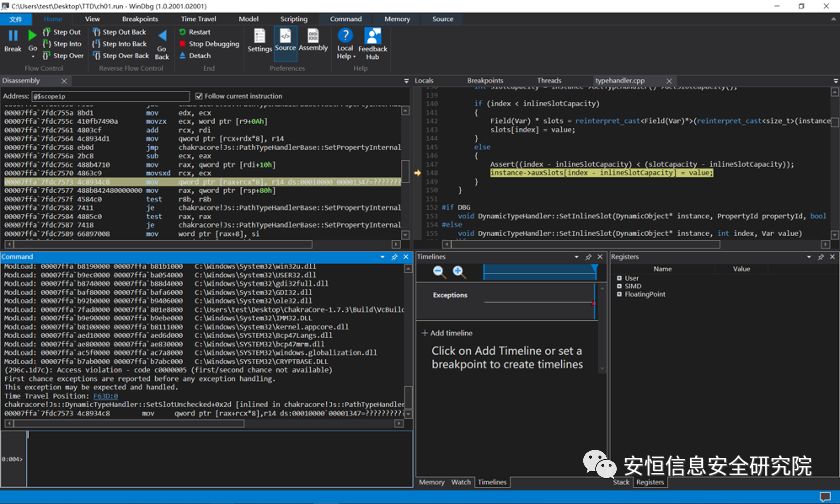 C:\Users\test\Desktop\TTD\ch01.run - WinDbg (1.0.2001.02001)
文件 Home View Breakpoints Time Travel Model Scripting Command Memory Source
Break
Go
Step Out
Step Into
Step Over
Step Out Back
Step Into Back
Step Over Back
Go Back
Restart
Stop Debugging
Detach
Settings
Source
Assembly
Local Help
Feedback Hub
Flow Control
Reverse Flow Control
End
Preferences
Help
Disassembly
Address: @$scopeip
Follow current instruction
00007ffa`7fdc755a 8bd1 mov edx, ecx
00007ffa`7fdc755c 410fb7490a movzx ecx, word ptr [r9+0Ah]
00007ffa`7fdc7561 4803cf add rcx, rdi
00007ffa`7fdc7564 4c8934d1 mov qword ptr [rcx+rdx*8], r14
00007ffa`7fdc7568 eb0d jmp chakracore!Js::PathTypeHandlerBase::SetPropertyInternal
00007ffa`7fdc756a 2bc8 sub ecx, eax
00007ffa`7fdc756c 488b4710 mov rax, qword ptr [rdi+10h]
00007ffa`7fdc7570 4863c9 movsxd rcx, ecx
00007ffa`7fdc7573 4c8934c8 mov qword ptr [rax+rcx*8], r14 ds:00010000`00001347=????????
00007ffa`7fdc7577 488b842480000000 mov rax, qword ptr [rsp+80h]
00007ffa`7fdc757f 4584c0 test r8b, r8b
00007ffa`7fdc7582 7411 je chakracore!Js::PathTypeHandlerBase::SetPropertyInternal
00007ffa`7fdc7584 4885c0 test rax, rax
00007ffa`7fdc7587 7418 je chakracore!Js::PathTypeHandlerBase::SetPropertyInternal
00007ffa`7fdc7589 66897008 mov word ptr [rax+8], si
Locals Breakpoints Threads typehandler.cpp
140 if (index < inlineSlotCapacity)
141 {
142 Field(Var) * slots = reinterpret_cast<Field(Var)*>(reinterpret_cast<size_t>(instance
143 slots[index] = value;
144 }
145 else
146 {
147 Assert((index - inlineSlotCapacity) < (slotCapacity - inlineSlotCapacity));
148 instance->auxSlots[index - inlineSlotCapacity] = value;
149 }
150 }
151
152 #if DBG
153 void DynamicTypeHandler::SetInlineSlot(DynamicObject* instance, PropertyId propertyId, bool
154 #else
155 void DynamicTypeHandler::SetInlineSlot(DynamicObject* instance, int index, Var value)
Command
ModLoad: 00007ffa`b8190000 00007ffa`b81b1000 C:\Windows\System32\win32u.dll
ModLoad: 00007ffa`b9ec0000 00007ffa`ba054000 C:\Windows\System32\USER32.dll
ModLoad: 00007ffa`b8740000 00007ffa`b88d4000 C:\Windows\System32\gdi32full.dll
ModLoad: 00007ffa`baf80000 00007ffa`bafa6000 C:\Windows\System32\GDI32.dll
ModLoad: 00007ffa`b92b0000 00007ffa`b9406000 C:\Windows\System32\ole32.dll
ModLoad: 00007ffa`7fad0000 00007ffa`801e8000 C:\Users\test\Desktop\ChakraCore-1.7.3\Build\VcBuild
ModLoad: 00007ffa`b9e90000 00007ffa`b9ebe000 C:\Windows\System32\IMM32.DLL
ModLoad: 00007ffa`b8100000 00007ffa`b8111000 C:\Windows\System32\kernel.appcore.dll
ModLoad: 00007ffa`aed10000 00007ffa`aed6d000 C:\Windows\SYSTEM32\Bcp47Langs.dll
ModLoad: 00007ffa`ae800000 00007ffa`ae830000 C:\Windows\SYSTEM32\bcp47mrm.dll
ModLoad: 00007ffa`ac5f0000 00007ffa`ac7a8000 C:\Windows\SYSTEM32\windows.globalization.dll
ModLoad: 00007ffa`b7ab0000 00007ffa`b7abc000 C:\Windows\SYSTEM32\CRYPTBASE.DLL
(296c.1d7c): Access violation - code c0000005 (first/second chance not available)
First chance exceptions are reported before any exception handling.
This exception may be expected and handled.
Time Travel Position: F63D:0
chakracore!Js::DynamicTypeHandler::SetSlotUnchecked+0x2d [inlined in chakracore!Js::PathTypeHandler
00007ffa`7fdc7573 4c8934c8 mov qword ptr [rax+rcx*8],r14 ds:00010000`00001347=??????????
0:004>
Timelines
Exceptions
Add timeline
Click on Add Timeline or set a
breakpoint to create timelines
Memory Watch Timelines
Registers
Name Value
User
SIMD
FloatingPoint
Stack Registers
安恒信息安全研究院